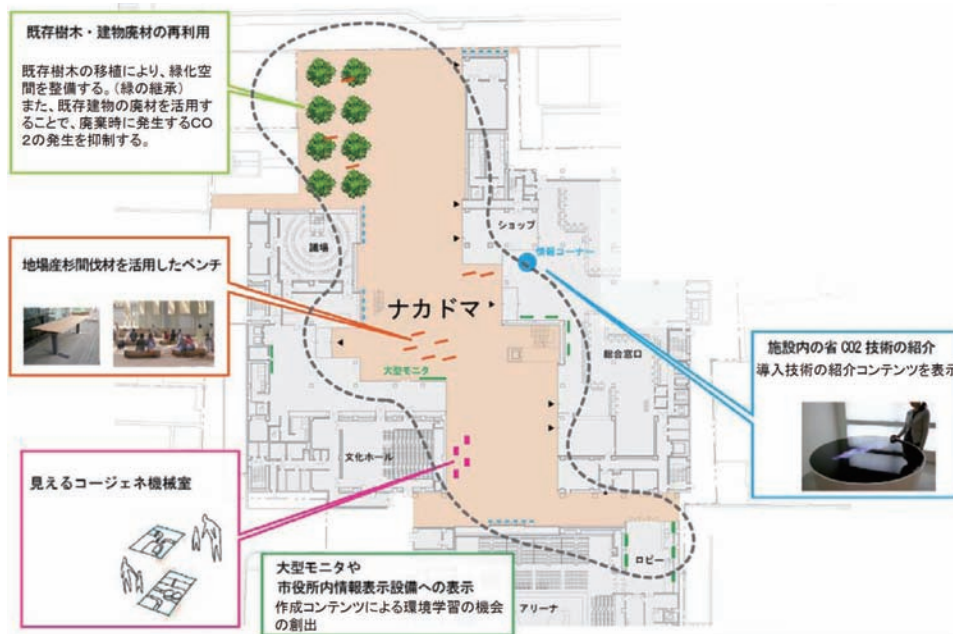 既存樹木・建物廃材の再利用
既存樹木の移植により、緑化空
間を整備する。(緑の継承)
また、既存建物の廃材を活用す
ることで、廃棄時に発生するCO
2の発生を抑制する。
地場産杉間伐材を活用したベンチ
見えるコージェネ機械室
大型モニタや
市役所内情報表示設備への表示
作成コンテンツによる環境学習の機会
の創出
施設内の省CO2技術の紹介
導入技術の紹介コンテンツを表示
ショップ
情報コーナー
議場
ナカドマ
総合窓口
大型モニタ
文化ホール
ロビー
アリーナ